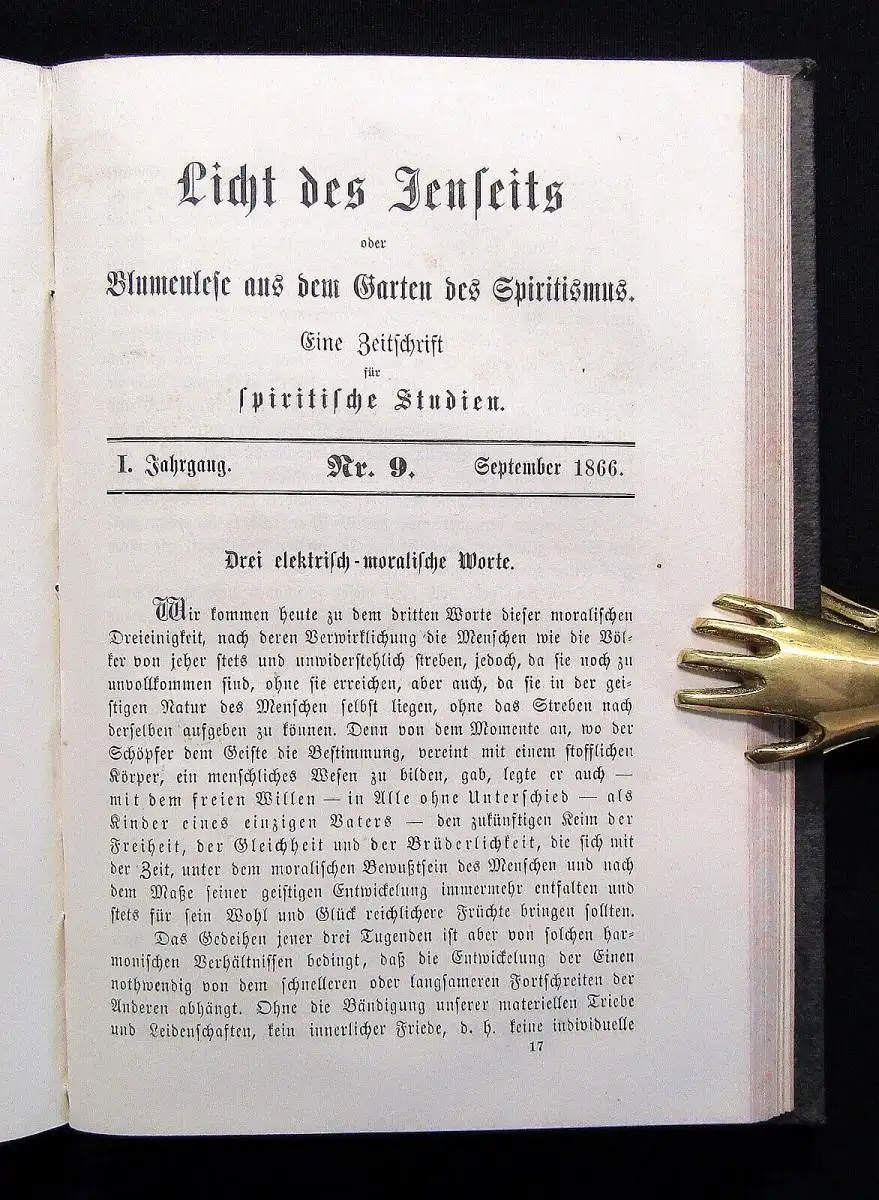 Licht des Jenseits
oder
Blumenlese aus dem Garten des Spiritismus.
Eine Zeitschrift
für
spiritische Studien.
I. Jahrgang. Nr. 9. September 1866.
Drei elektrisch-moralische Worte.
Wir kommen heute zu dem dritten Worte dieser moralischen
Dreieinigkeit, nach deren Verwirklichung die Menschen wie die Völ-
ker von jeher stets und unwiderstehlich streben, jedoch, da sie noch zu
unvollkommen sind, ohne sie erreichen, aber auch, da sie in der gei-
stigen Natur des Menschen selbst liegen, ohne das Streben nach
derselben aufgeben zu können. Denn von dem Momente an, wo der
Schöpfer dem Geiste die Bestimmung, vereint mit einem stofflichen
Körper, ein menschliches Wesen zu bilden, gab, legte er auch —
mit dem freien Willen — in Alle ohne Unterschied — als
Kinder eines einzigen Vaters — den zukünftigen Keim der
Freiheit, der Gleichheit und der Brüderlichkeit, die sich mit
der Zeit, unter dem moralischen Bewußtsein des Menschen und nach
dem Maße seiner geistigen Entwickelung immermehr entfalten und
stets für sein Wohl und Glück reichlichere Früchte bringen sollten.
Das Gedeihen jener drei Tugenden ist aber von solchen har-
monischen Verhältnissen bedingt, daß die Entwickelung der Einen
nothwendig von dem schnelleren oder langsameren Fortschreiten der
Anderen abhängt. Ohne die Bändigung unserer materiellen Triebe
und Leidenschaften, kein innerlicher Friede, d. h. keine individuelle
17